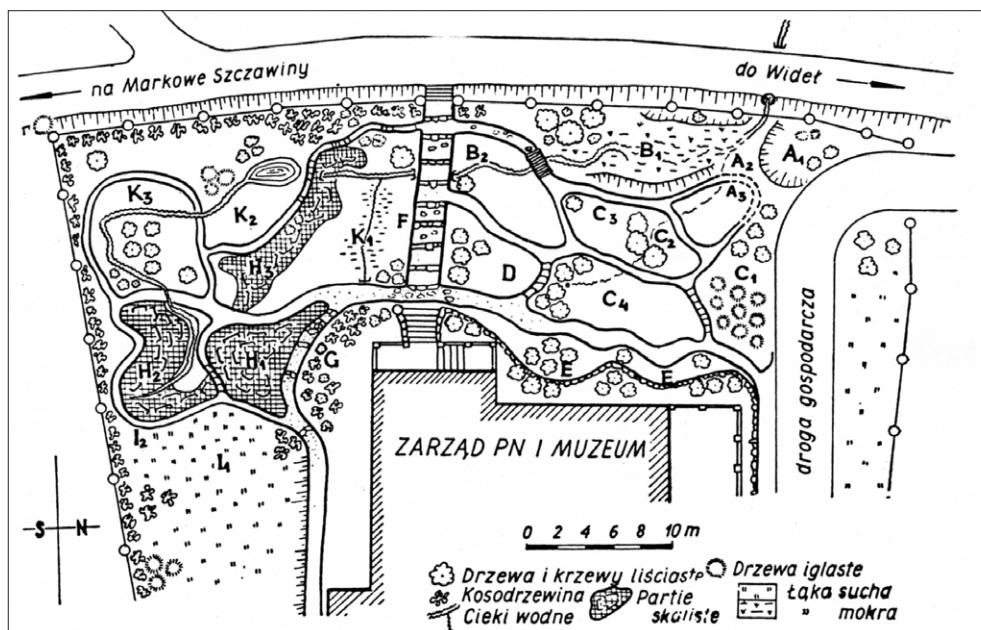 na Markowe Szczawiny
do Wideł
B2
B1
A2
A1
A3
K3
K2
K1
F
C3
C2
C1
C4
D
H3
H2
H1
G
E
E
I2
I1
ZARZĄD PN I MUZEUM
droga gospodarcza
S
N
0 2 4 6 8 10 m
Drzewa i krzewy liściaste
Drzewa iglaste
Kosodrzewina
Partie skaliste
Łąka sucha
Cieki wodne
" mokra